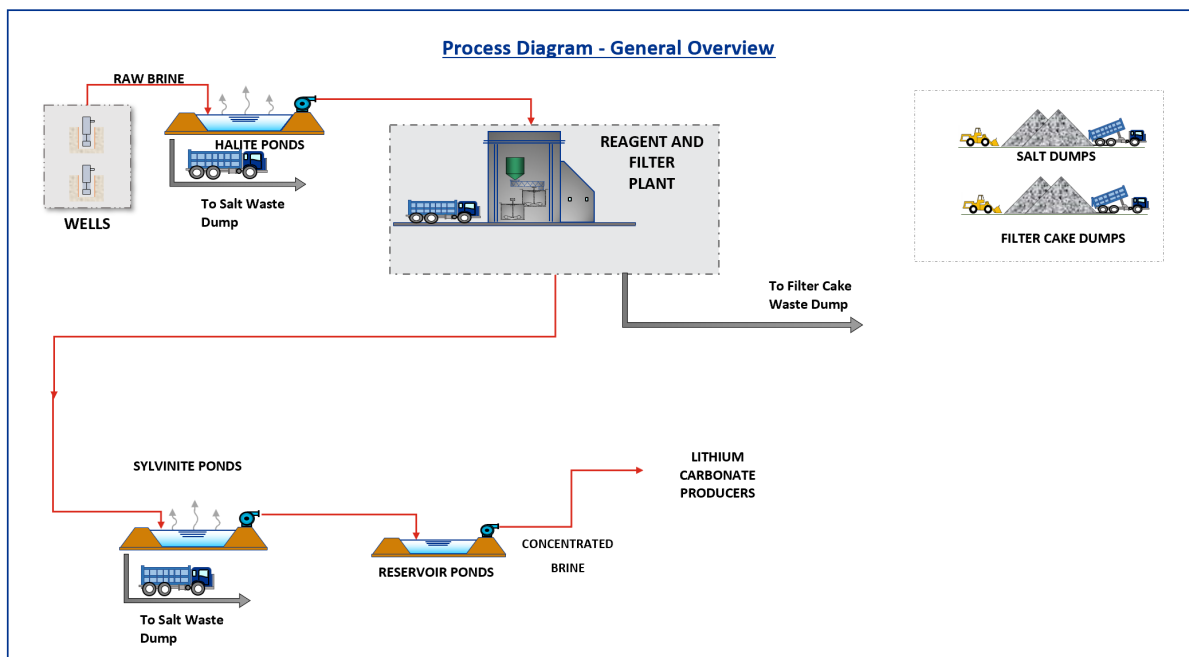 Process Diagram - General Overview
RAW BRINE
HALITE PONDS
To Salt Waste
Dump
WELLS
REAGENT AND
FILTER
PLANT
SALT DUMPS
FILTER CAKE DUMPS
To Filter Cake
Waste Dump
SYLVINITE PONDS
LITHIUM
CARBONATE
PRODUCERS
CONCENTRATED
BRINE
RESERVOIR PONDS
To Salt Waste
Dump